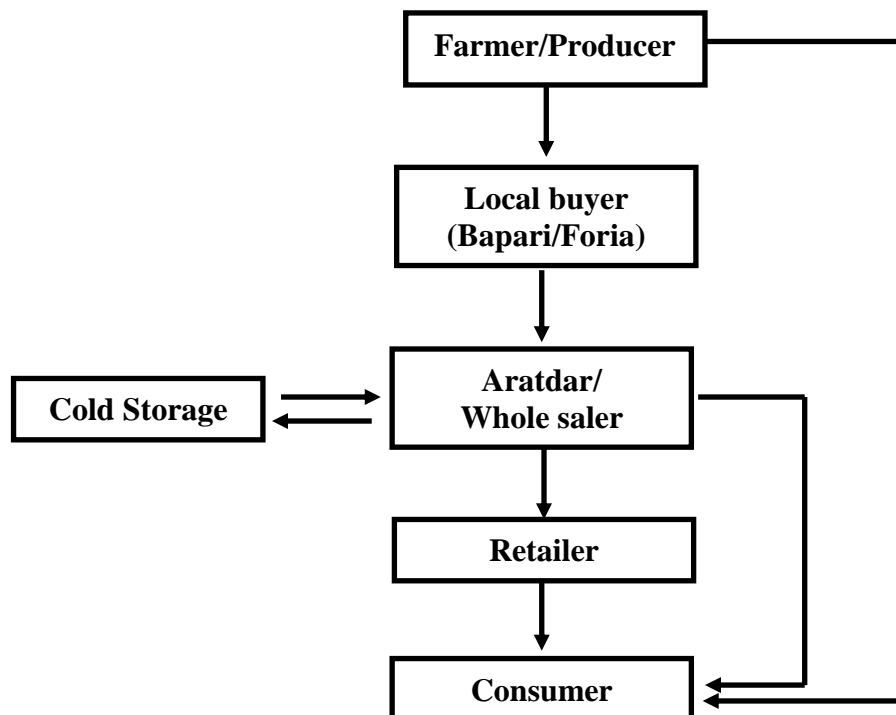 Farmer/Producer
Local buyer
(Bapari/Foria)
Aratdar/
Whole saler
Cold Storage
Retailer
Consumer